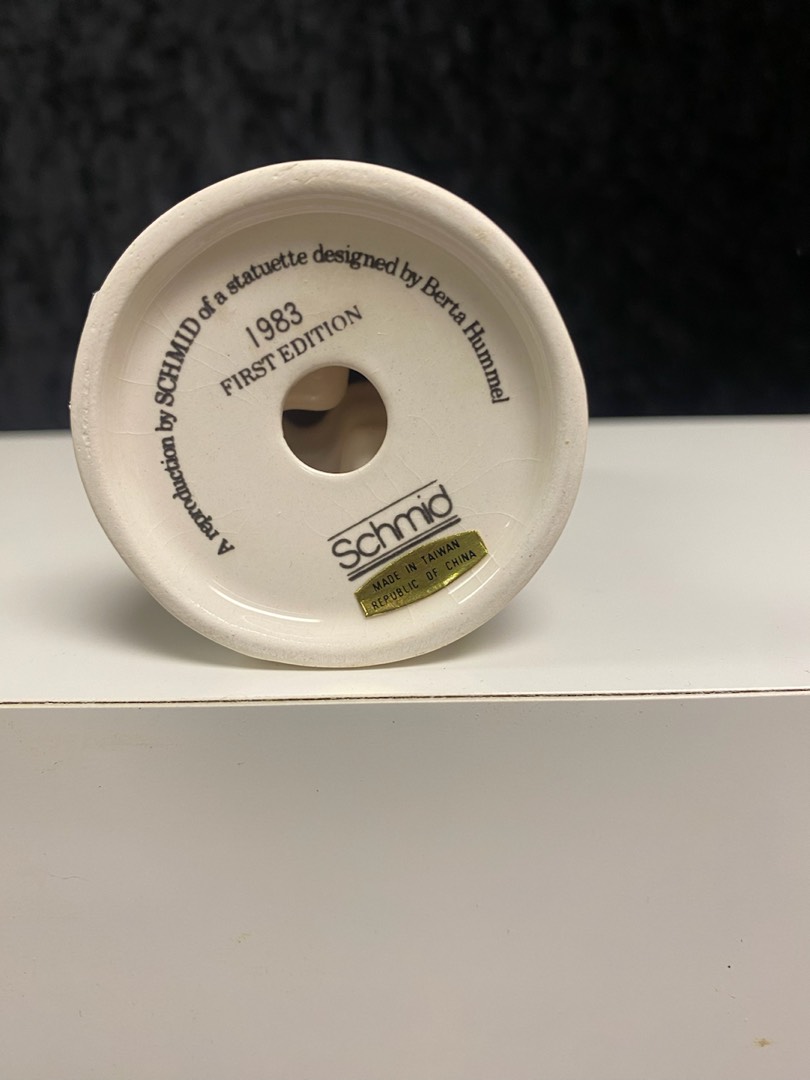 A reproduction by SCHMID of a statuette designed by Berta Hummel
1983
FIRST EDITION
Schmid
MADE IN TAIWAN
REPUBLIC OF CHINA